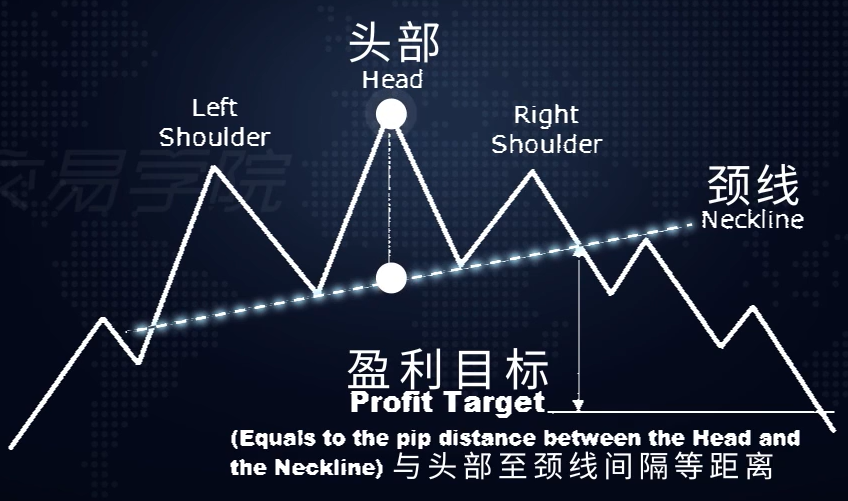 头部
Head
Left
Shoulder
Right
Shoulder
颈线
Neckline
易学院
盈利目标
Profit Target
(Equals to the pip distance between the Head and
the Neckline) 与头部至颈线间隔等距离